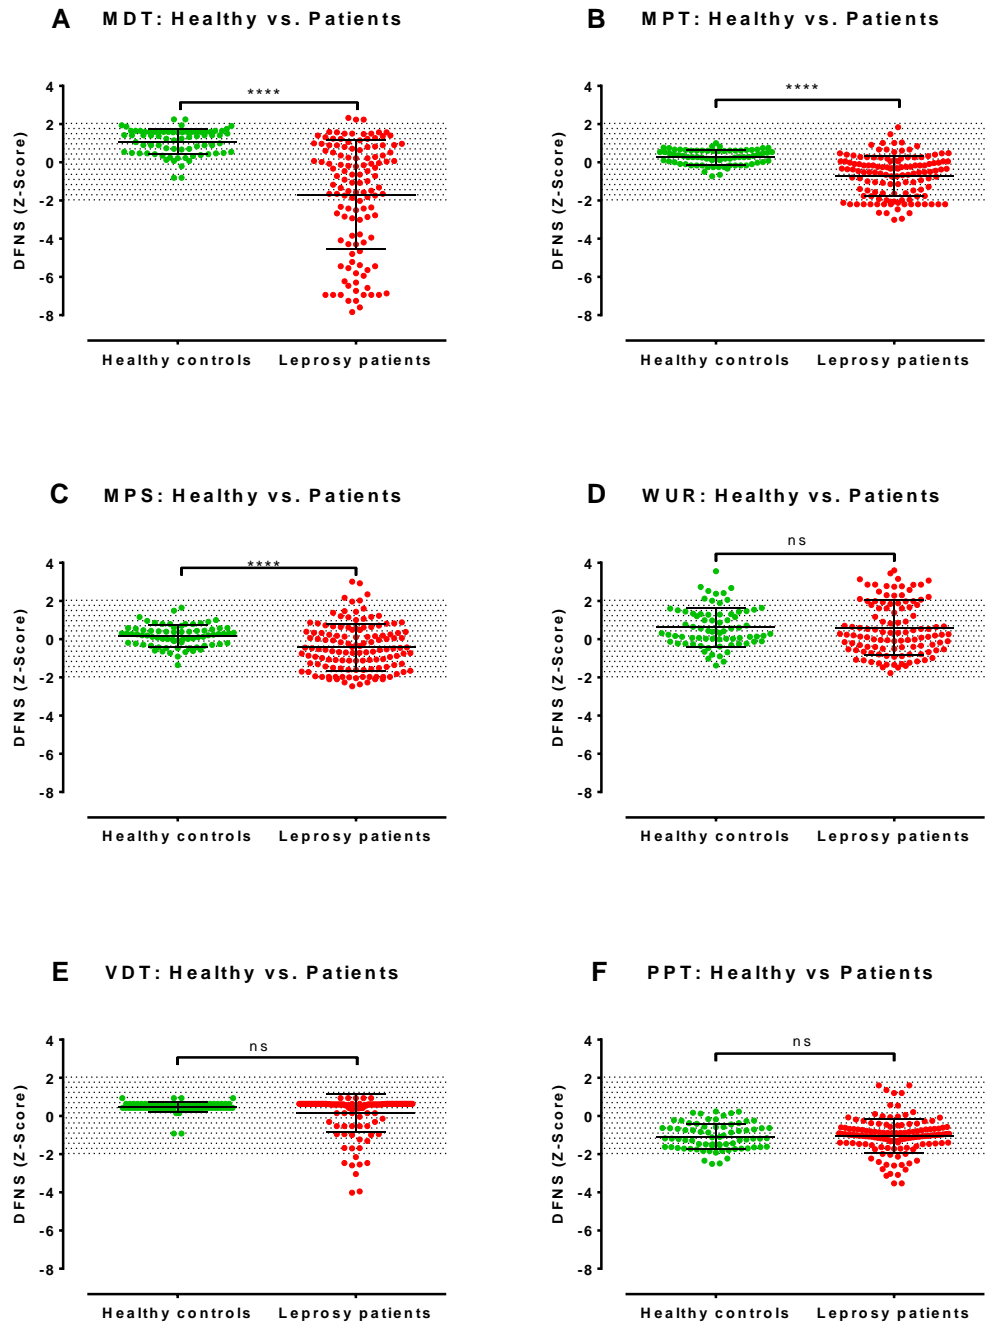 A MDT: Healthy vs. Patients
DFNS (Z-Score)
4
2
0
-2
-4
-6
-8
****
Healthy controls Leprosy patients
B MPT: Healthy vs. Patients
DFNS (Z-Score)
4
2
0
-2
-4
-6
-8
****
Healthy controls Leprosy patients
C MPS: Healthy vs. Patients
DFNS (Z-Score)
4
2
0
-2
-4
-6
-8
****
Healthy controls Leprosy patients
D WUR: Healthy vs. Patients
DFNS (Z-Score)
4
2
0
-2
-4
-6
-8
ns
Healthy controls Leprosy patients
E VDT: Healthy vs. Patients
DFNS (Z-Score)
4
2
0
-2
-4
-6
-8
ns
Healthy controls Leprosy patients
F PPT: Healthy vs Patients
DFNS (Z-Score)
4
2
0
-2
-4
-6
-8
ns
Healthy controls Leprosy patients